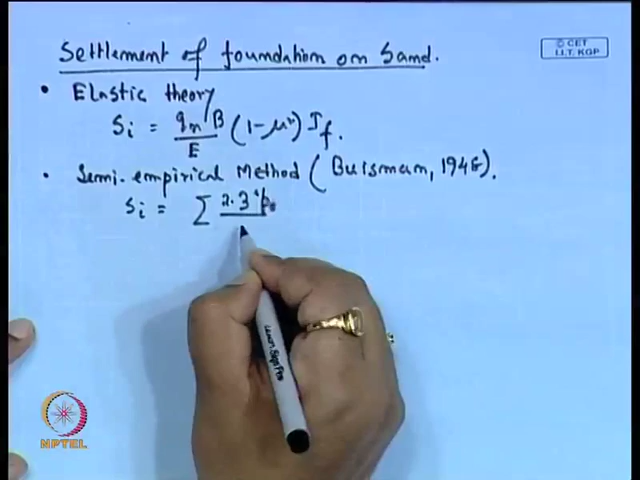 Settlement of foundation on Sand.
© CET
I.I.T. KGP
• Elastic theory
Si = qn B / E (1-μ²) If.
• Semi-empirical Method (Buisman, 1948).
Si = Σ 2.3 p₀
NPTEL